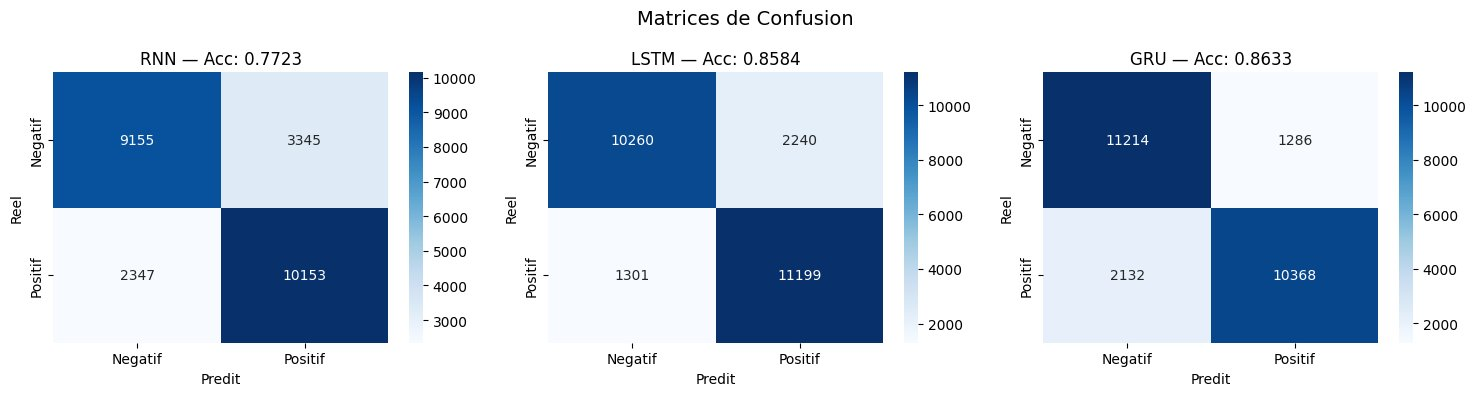 Matrices de Confusion
RNN — Acc: 0.7723
Reel
Negatif
Positif
9155 3345
2347 10153
Negatif Positif
Predit
10000
9000
8000
7000
6000
5000
4000
3000
LSTM — Acc: 0.8584
Reel
Negatif
Positif
10260 2240
1301 11199
Negatif Positif
Predit
10000
8000
6000
4000
2000
GRU — Acc: 0.8633
Reel
Negatif
Positif
11214 1286
2132 10368
Negatif Positif
Predit
10000
8000
6000
4000
2000